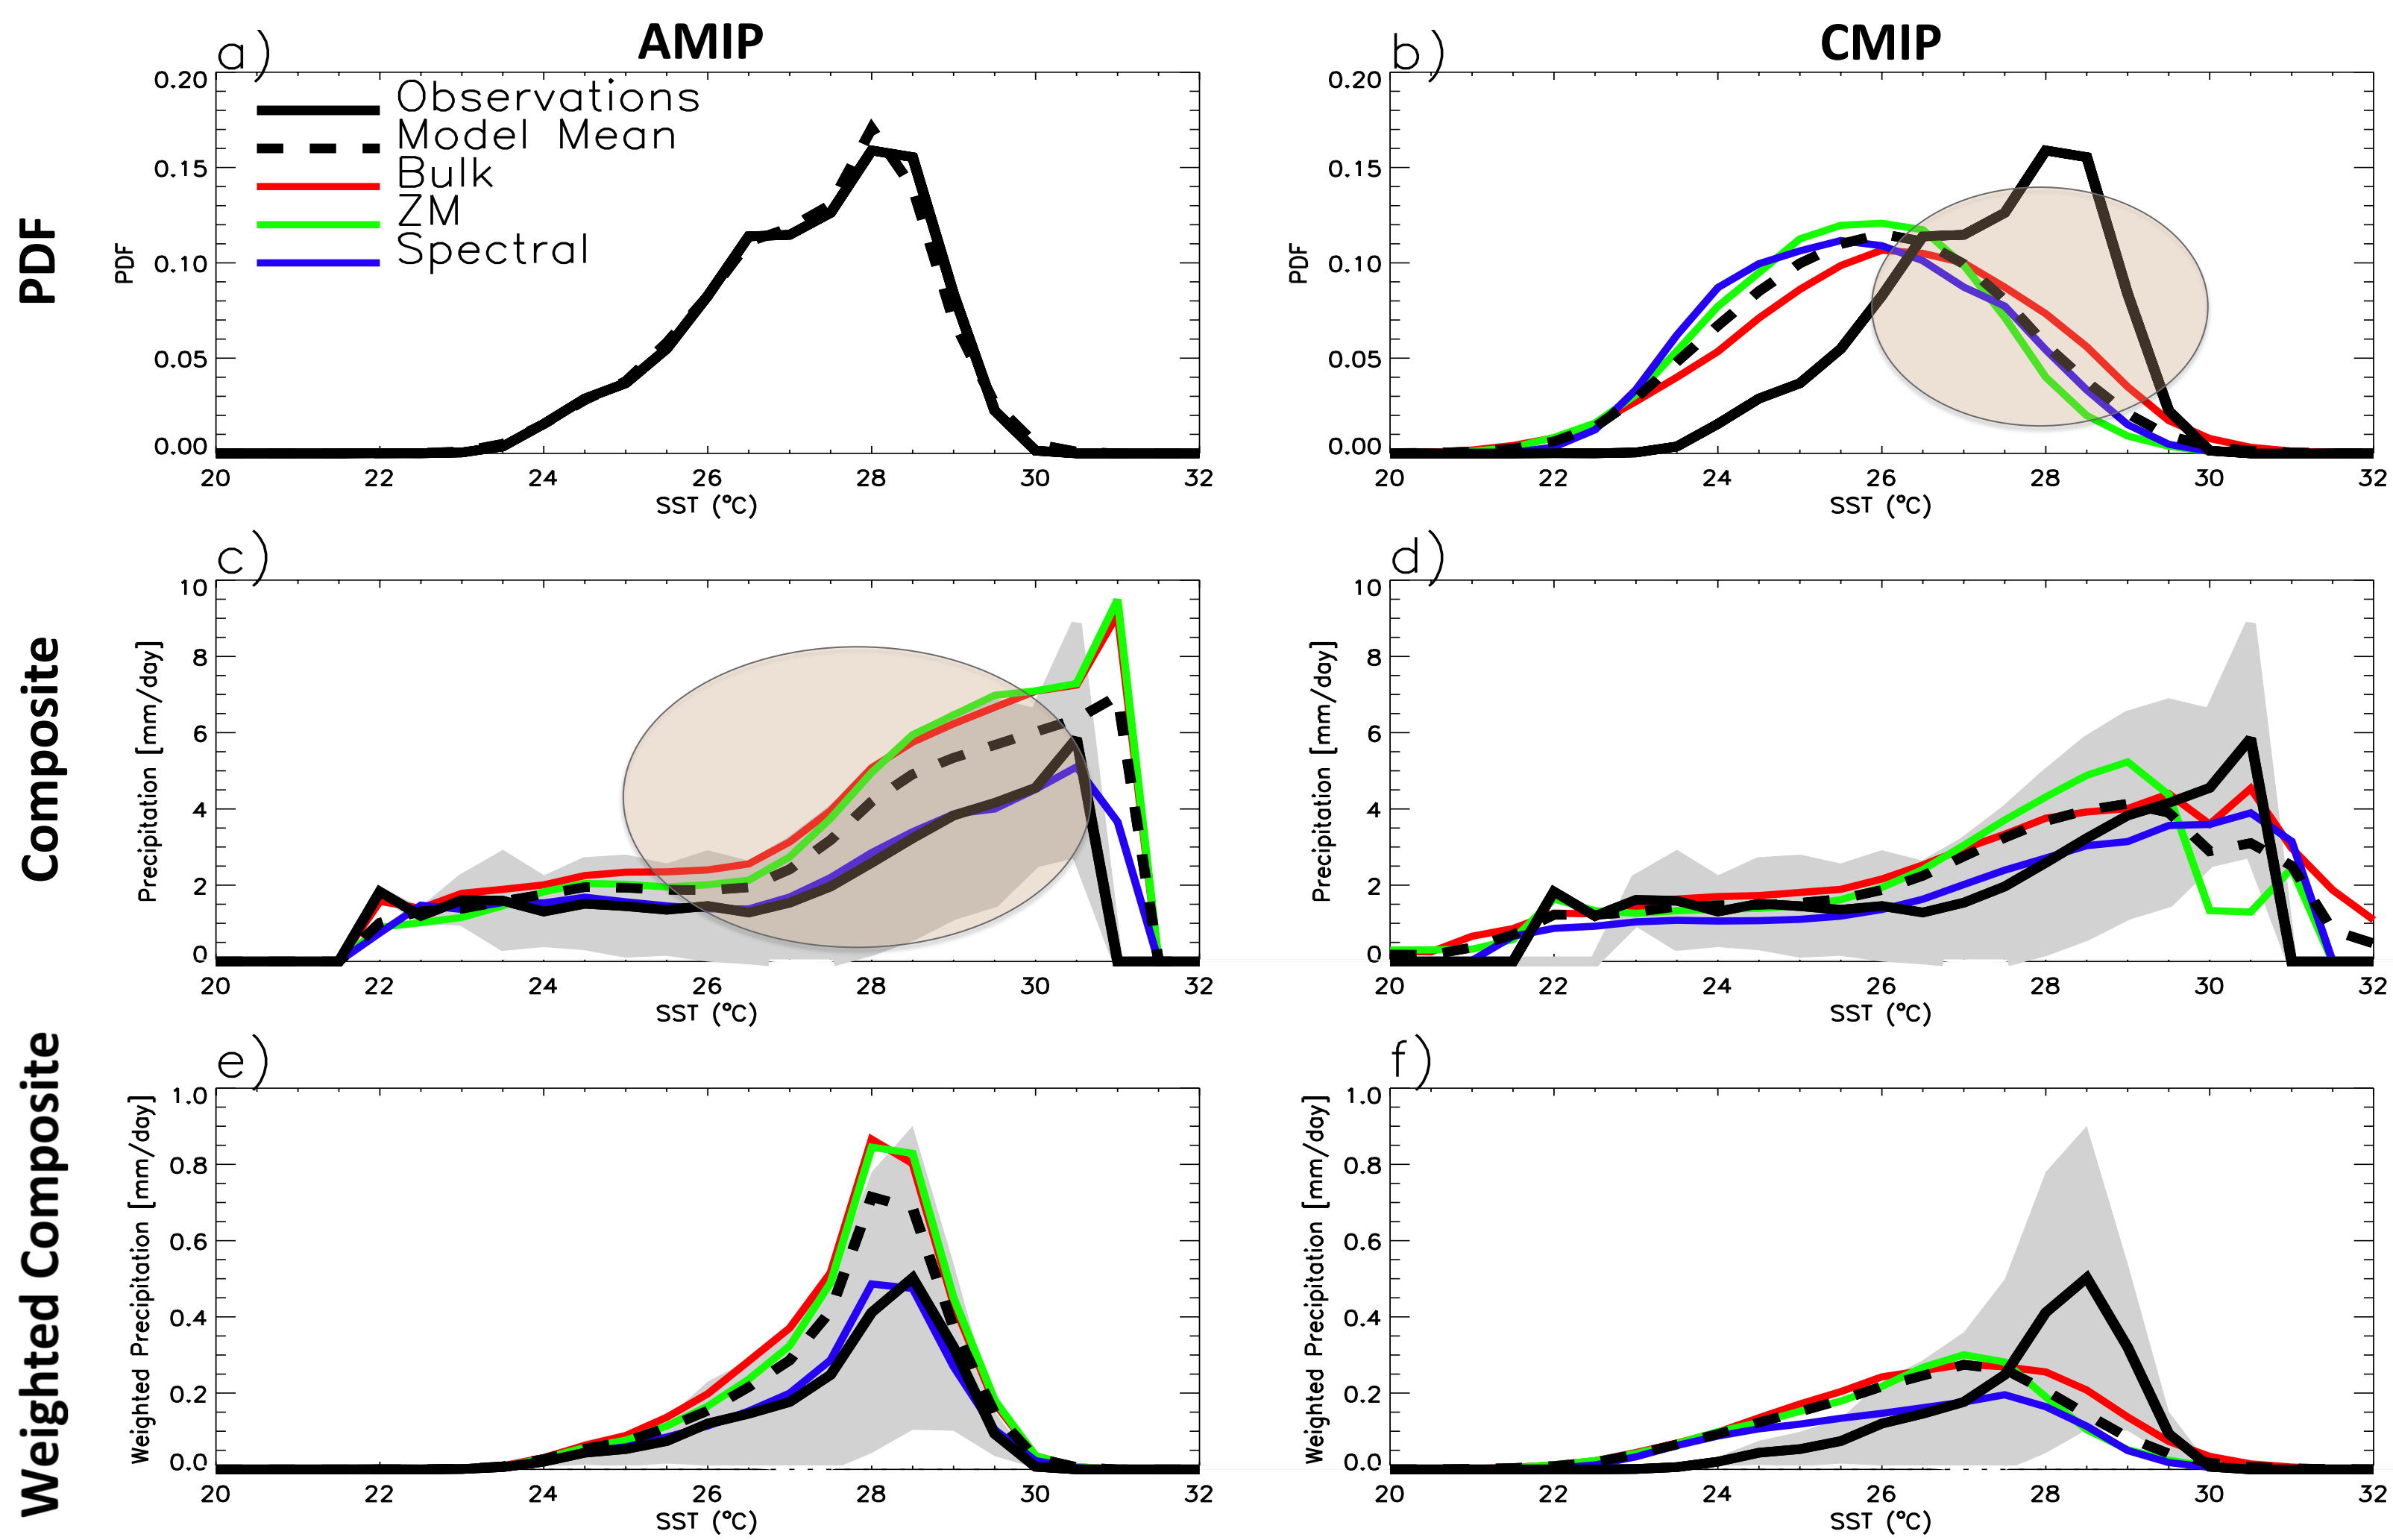 AMIP
CMIP
PDF
Composite
Weighted Composite
a)
Observations
Model Mean
Bulk
ZM
Spectral
0.20
0.15
0.10
0.05
0.00
PDF
20 22 24 26 28 30 32
SST (°C)
b)
0.20
0.15
0.10
0.05
0.00
PDF
20 22 24 26 28 30 32
SST (°C)
c)
10
8
6
4
2
0
Precipitation [mm/day]
20 22 24 26 28 30 32
SST (°C)
d)
10
8
6
4
2
0
Precipitation [mm/day]
20 22 24 26 28 30 32
SST (°C)
e)
1.0
0.8
0.6
0.4
0.2
0.0
Weighted Precipitation [mm/day]
20 22 24 26 28 30 32
SST (°C)
f)
1.0
0.8
0.6
0.4
0.2
0.0
Weighted Precipitation [mm/day]
20 22 24 26 28 30 32
SST (°C)